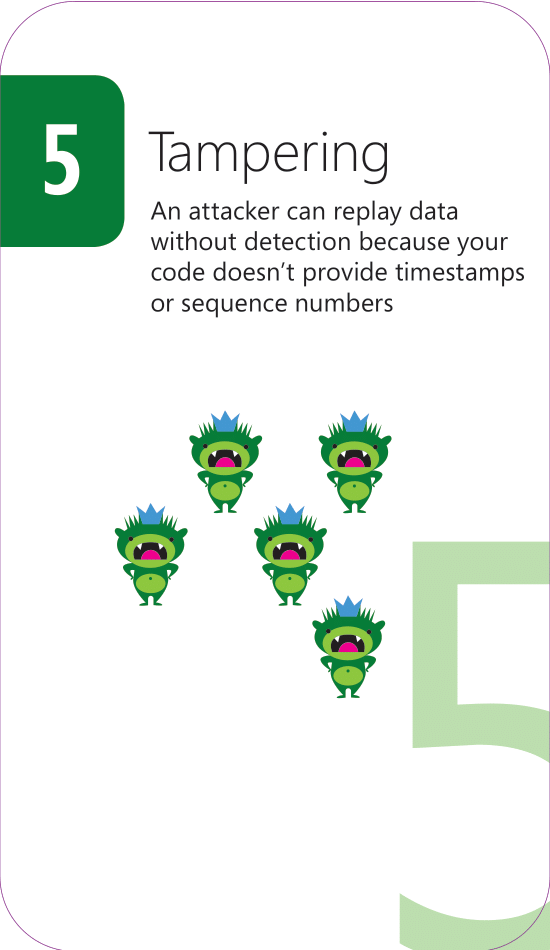 5
Tampering
An attacker can replay data
without detection because your
code doesn't provide timestamps
or sequence numbers
5